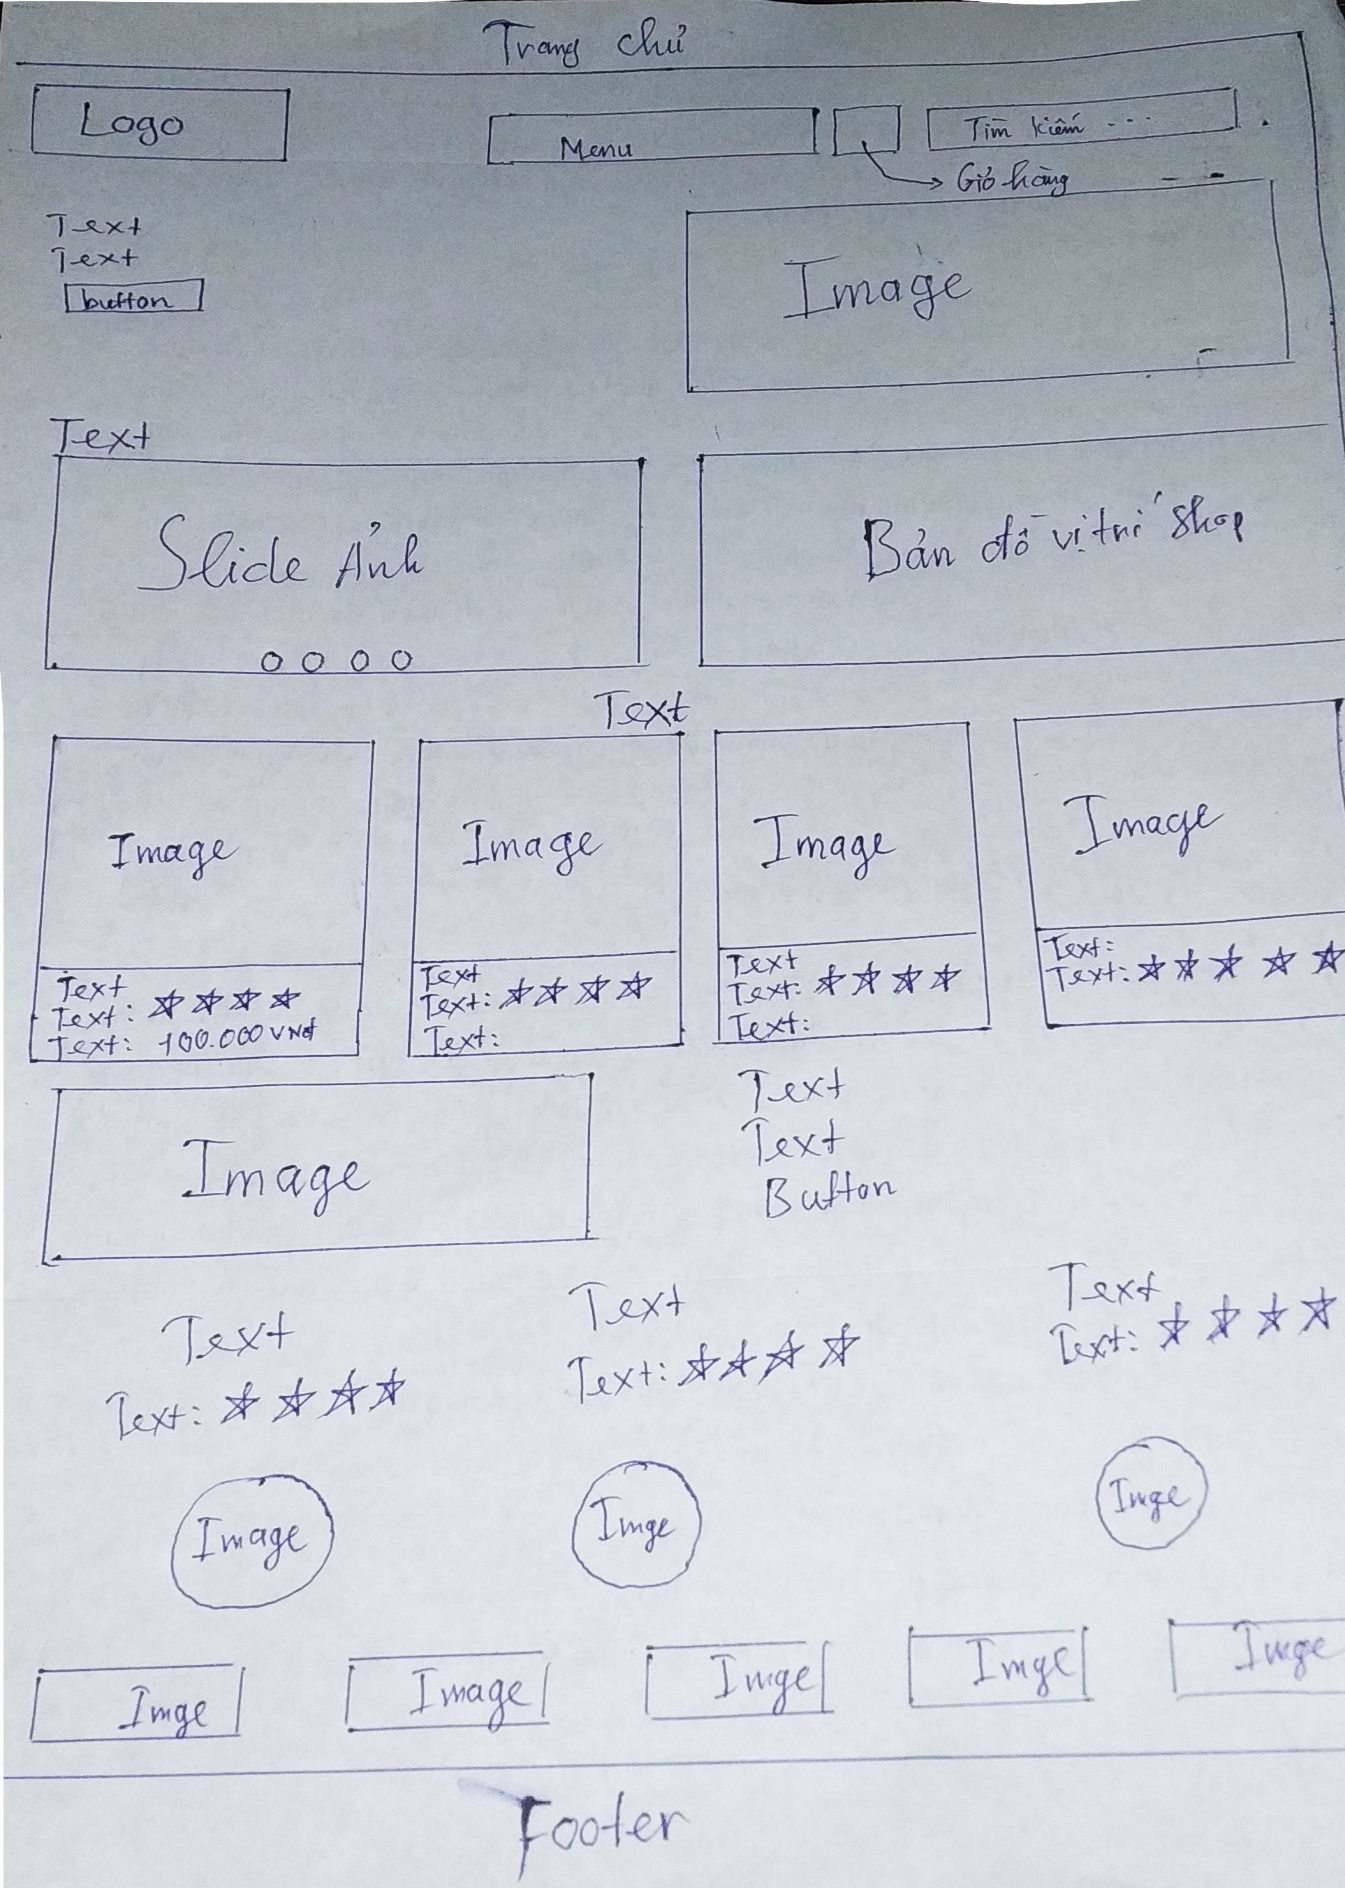 Trang chủ
Logo
Menu
Tìm kiếm ...
Giỏ hàng
Text
Text
button
Image
Text
Slide Ảnh
Bản đồ vị trí shop
Text
Image
Image
Image
Image
Text
Text: ☆ ☆ ☆ ☆
Text: 100.000 VNđ
Text
Text: ☆ ☆ ☆ ☆
Text:
Text
Text: ☆ ☆ ☆ ☆
Text:
Text:
Text: ☆ ☆ ☆ ☆ ☆
Image
Text
Text
Button
Text
Text: ☆ ☆ ☆ ☆
Text
Text: ☆ ☆ ☆ ☆
Text
Text: ☆ ☆ ☆ ☆
Image
Imge
Imge
Imge
Image
Imge
Imge
Imge
Footer